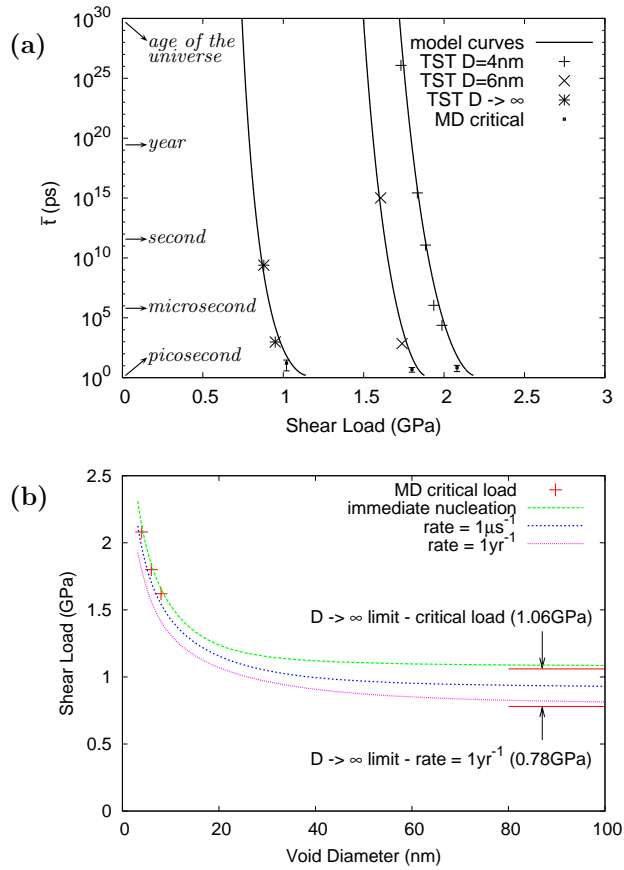 (a)
10^30
10^25
10^20
10^15
10^10
10^5
10^0
t̄ (ps)
age of the
universe
year
second
microsecond
picosecond
model curves
TST D=4nm
TST D=6nm
TST D -> ∞
MD critical
0
0.5
1
1.5
2
2.5
3
Shear Load (GPa)
(b)
2.5
2
1.5
1
0.5
0
Shear Load (GPa)
MD critical load
immediate nucleation
rate = 1μs^-1
rate = 1yr^-1
D -> ∞ limit - critical load (1.06GPa)
D -> ∞ limit - rate = 1yr^-1 (0.78GPa)
0
20
40
60
80
100
Void Diameter (nm)